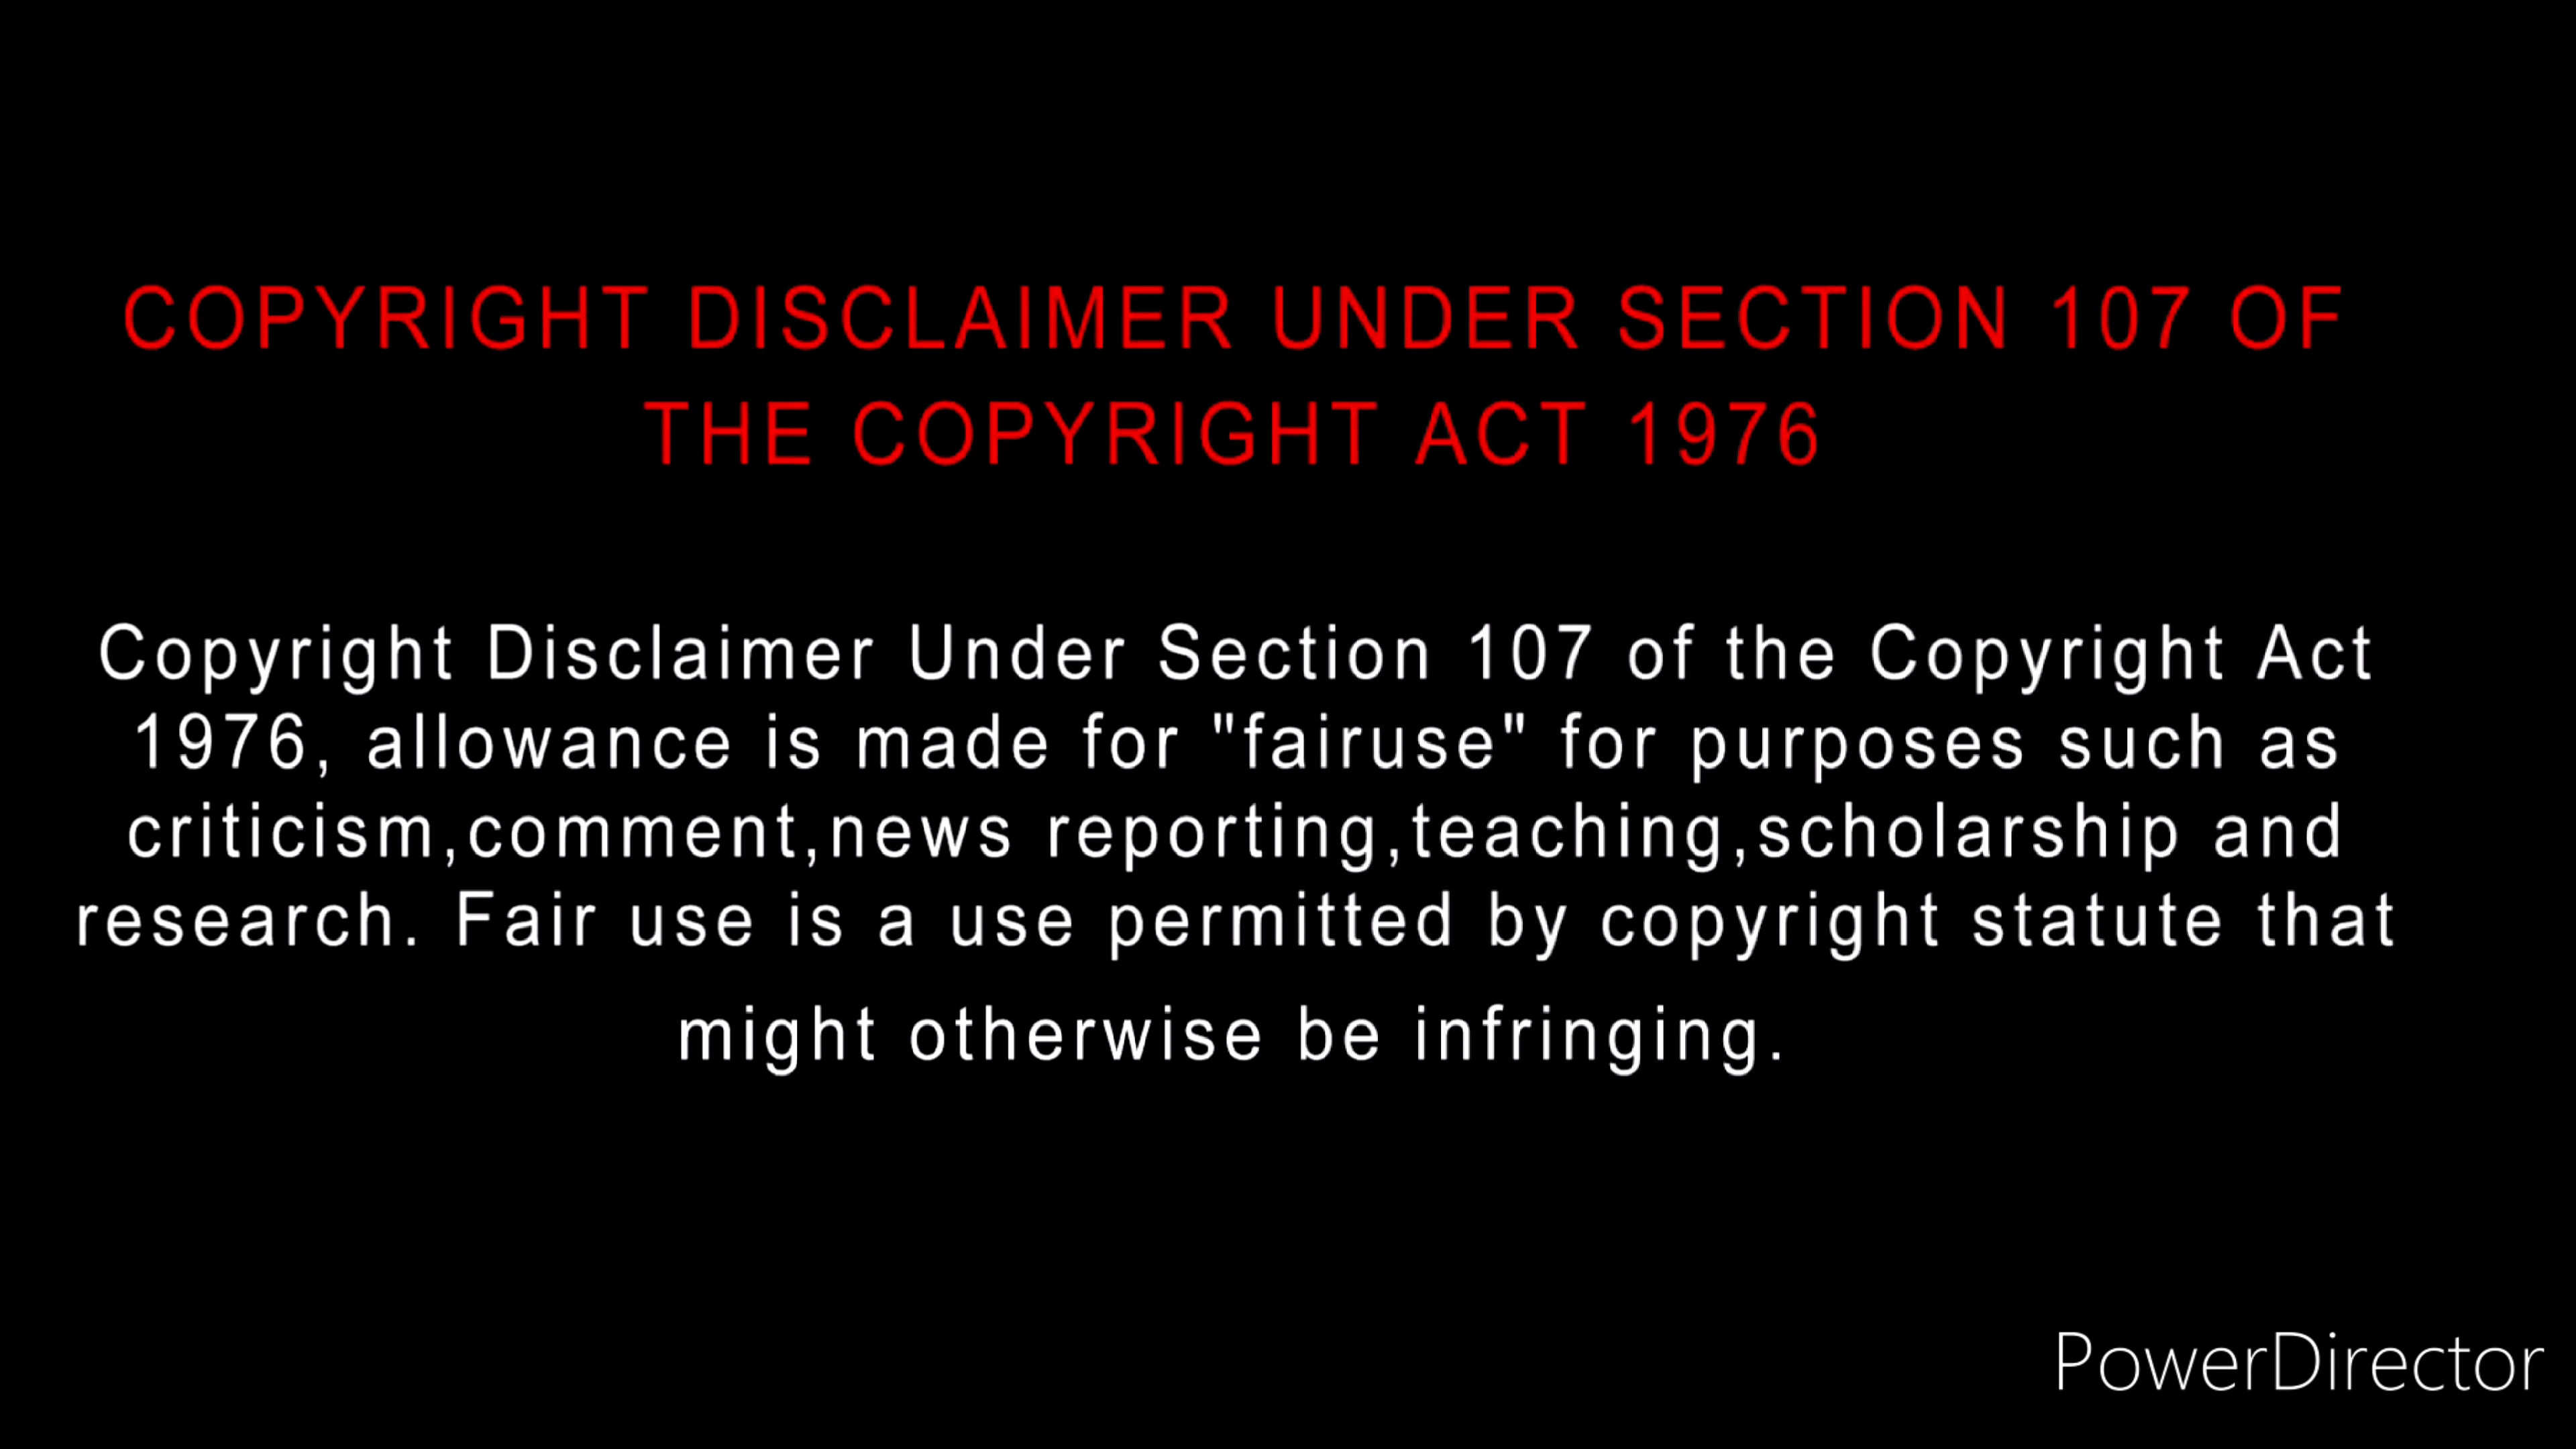 COPYRIGHT DISCLAIMER UNDER SECTION 107 OF
THE COPYRIGHT ACT 1976
Copyright Disclaimer Under Section 107 of the Copyright Act
1976, allowance is made for "fairuse" for purposes such as
criticism,comment,news reporting,teaching,scholarship and
research. Fair use is a use permitted by copyright statute that
might otherwise be infringing.
PowerDirector